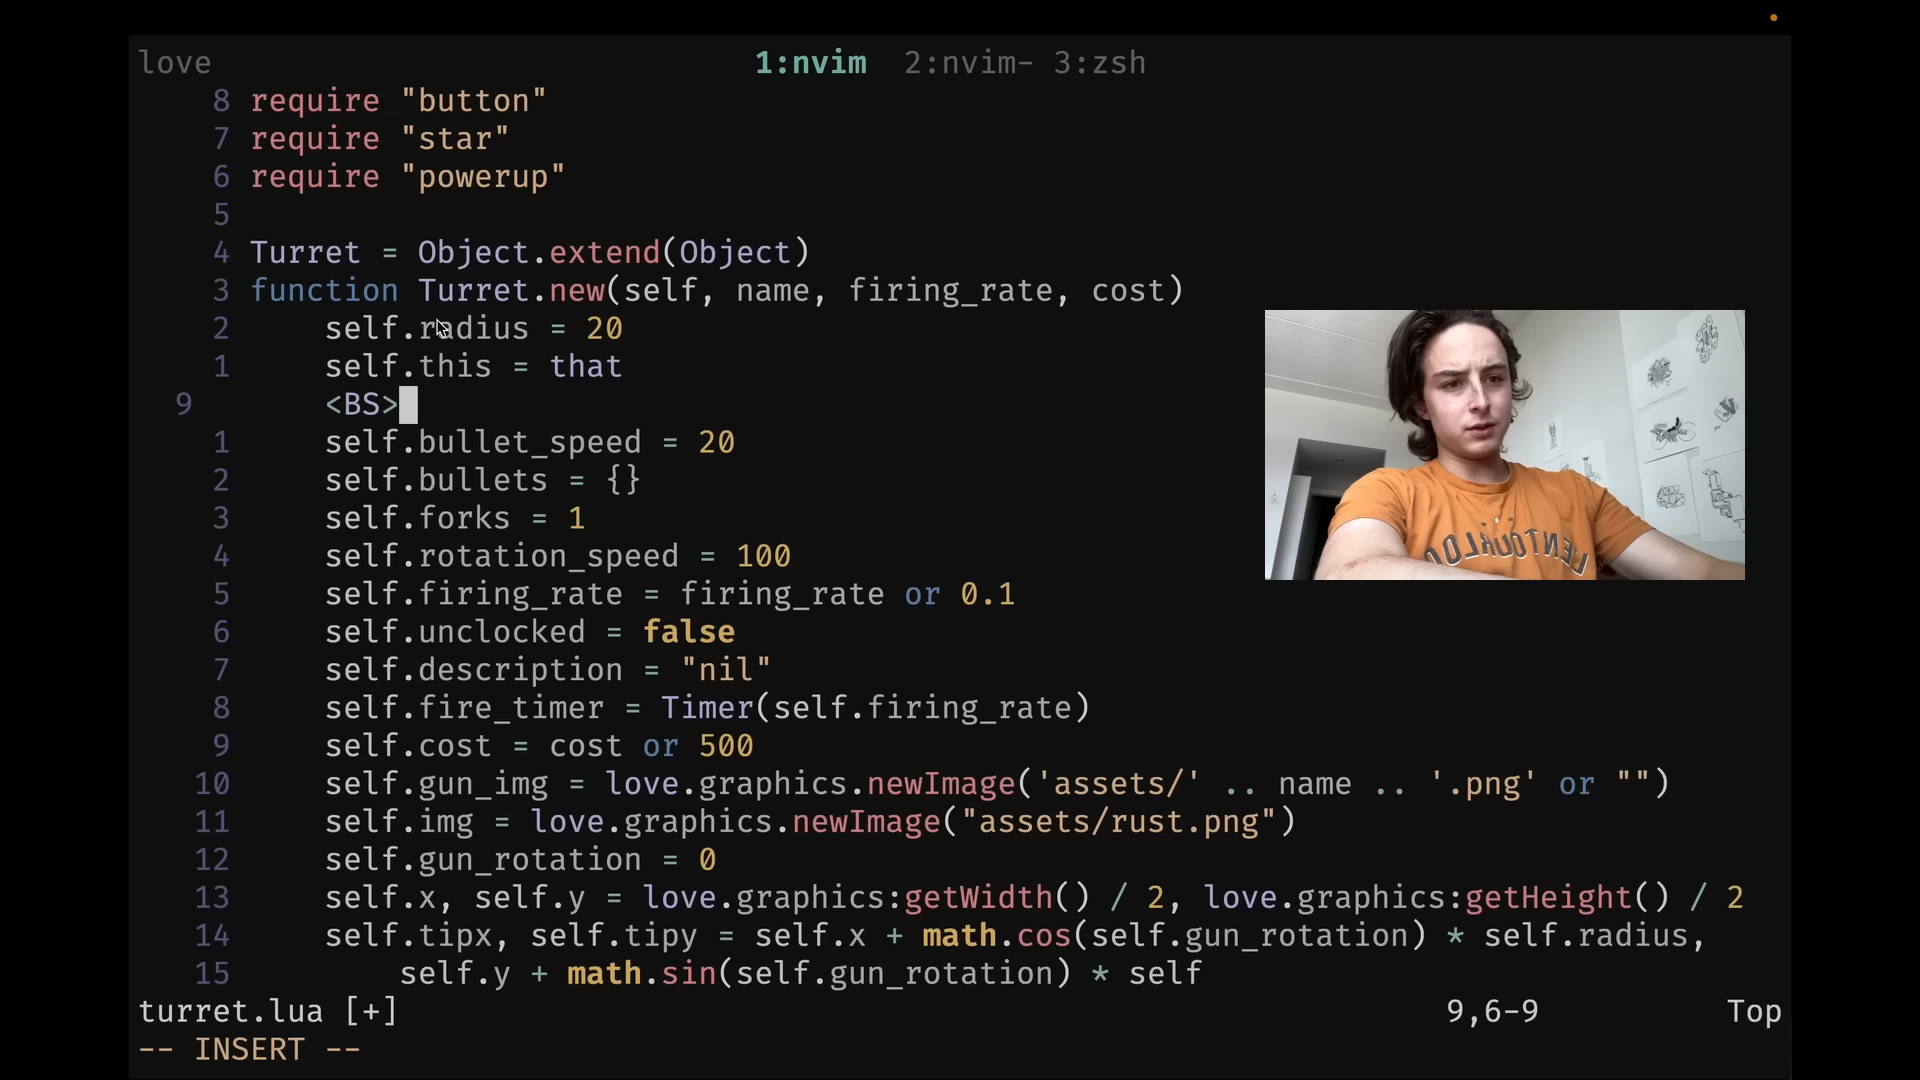 love 1:nvim 2:nvim- 3:zsh
8 require "button"
7 require "star"
6 require "powerup"
5
4 Turret = Object.extend(Object)
3 function Turret.new(self, name, firing_rate, cost)
2 self.radius = 20
1 self.this = that
9 <BS>
1 self.bullet_speed = 20
2 self.bullets = {}
3 self.forks = 1
4 self.rotation_speed = 100
5 self.firing_rate = firing_rate or 0.1
6 self.unclocked = false
7 self.description = "nil"
8 self.fire_timer = Timer(self.firing_rate)
9 self.cost = cost or 500
10 self.gun_img = love.graphics.newImage('assets/' .. name .. '.png' or "")
11 self.img = love.graphics.newImage("assets/rust.png")
12 self.gun_rotation = 0
13 self.x, self.y = love.graphics:getWidth() / 2, love.graphics:getHeight() / 2
14 self.tipx, self.tipy = self.x + math.cos(self.gun_rotation) * self.radius,
15 self.y + math.sin(self.gun_rotation) * self
turret.lua [+] 9,6-9 Top
-- INSERT --